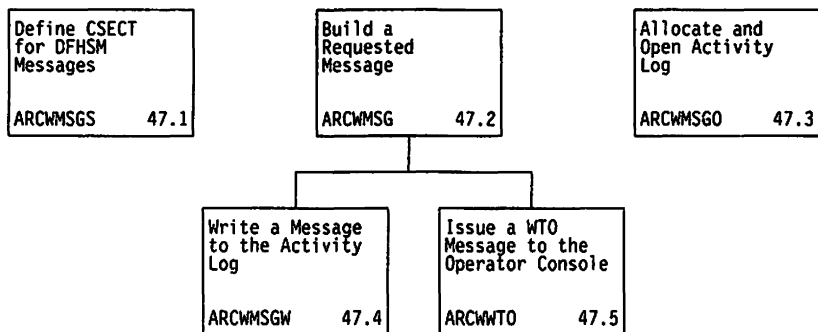 Define CSECT
for DFHSM
Messages
ARCWMSGS 47.1
Build a
Requested
Message
ARCWMSG 47.2
Allocate and
Open Activity
Log
ARCWMSGO 47.3
Write a Message
to the Activity
Log
ARCWMSGW 47.4
Issue a WTO
Message to the
Operator Console
ARCWWTO 47.5